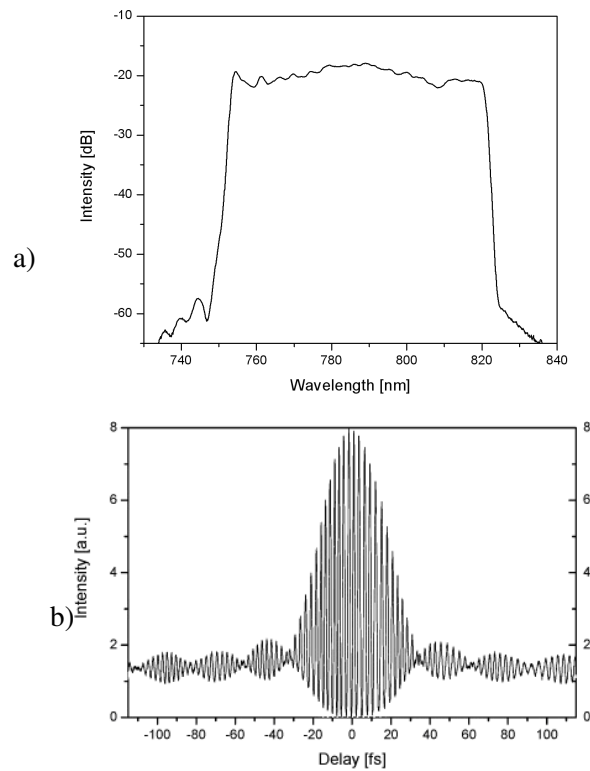 a)
Intensity [dB]
-10
-20
-30
-40
-50
-60
740 760 780 800 820 840
Wavelength [nm]
b)
Intensity [a.u.]
8 8
6 6
4 4
2 2
0 0
-100 -80 -60 -40 -20 0 20 40 60 80 100
Delay [fs]